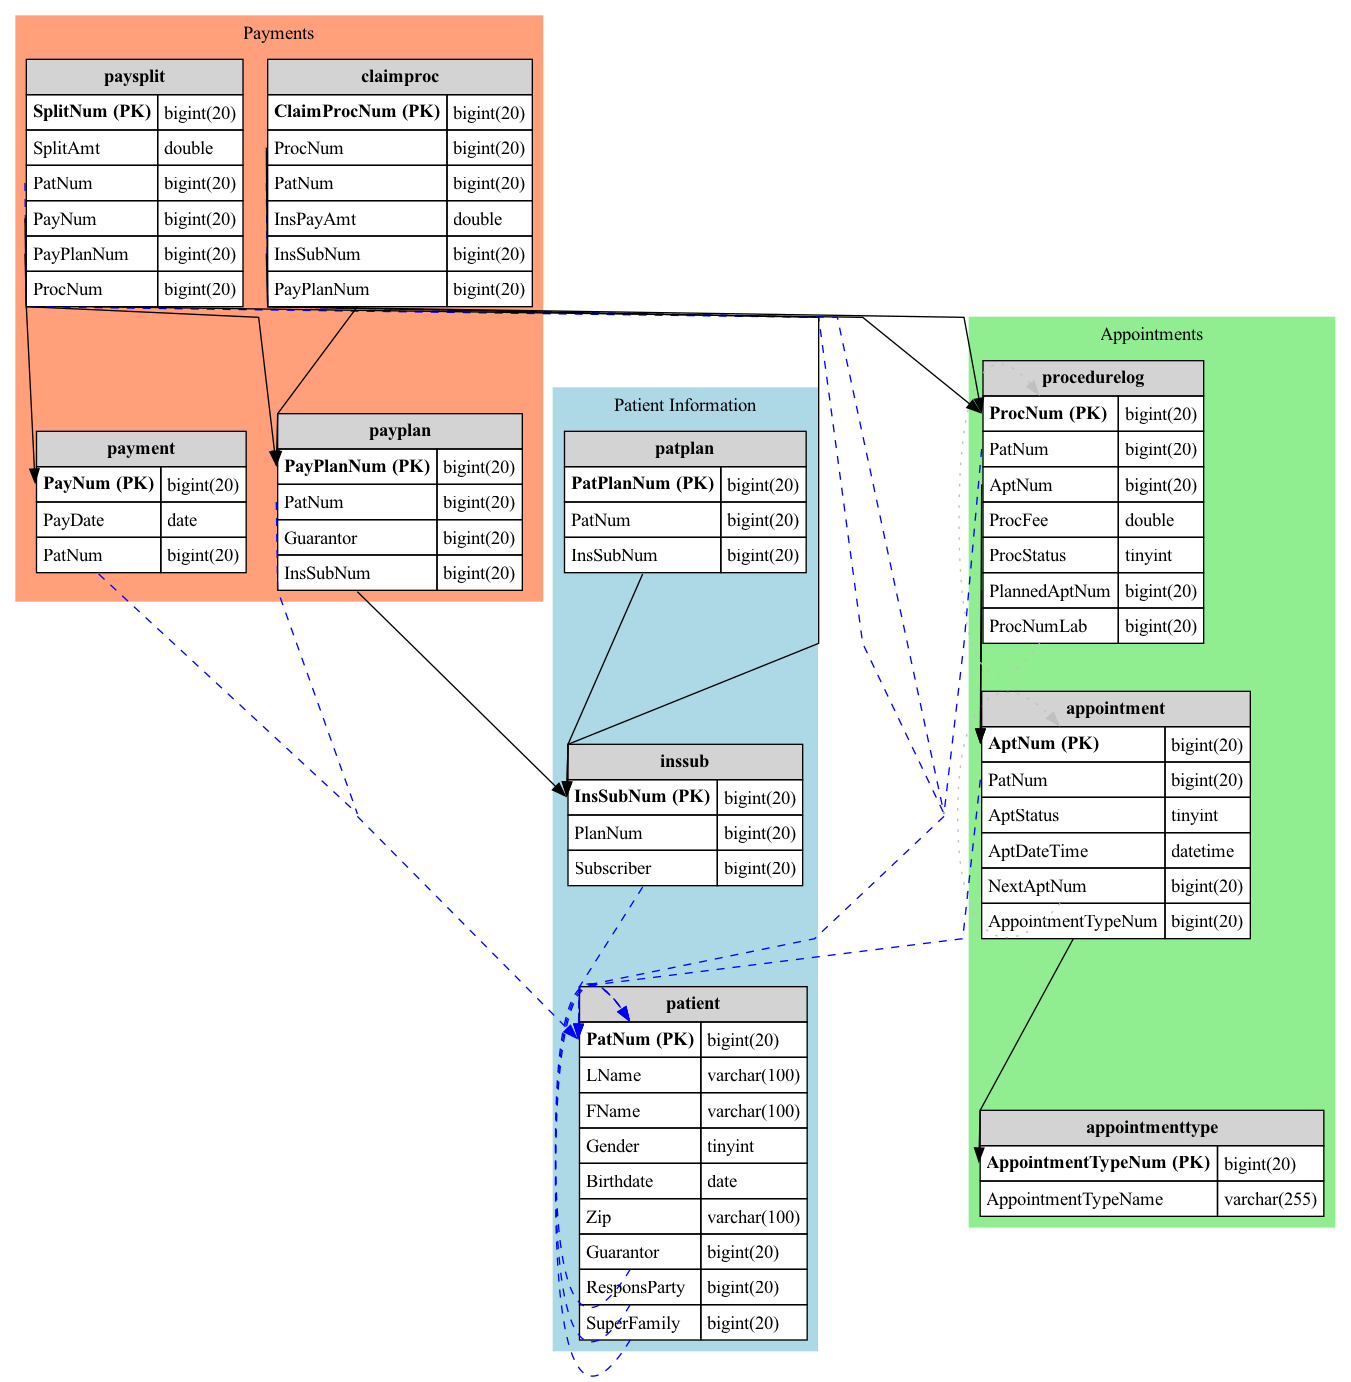 Payments
paysplit
SplitNum (PK) bigint(20)
SplitAmt double
PatNum bigint(20)
PayNum bigint(20)
PayPlanNum bigint(20)
ProcNum bigint(20)
claimproc
ClaimProcNum (PK) bigint(20)
ProcNum bigint(20)
PatNum bigint(20)
InsPayAmt double
InsSubNum bigint(20)
PayPlanNum bigint(20)
payment
PayNum (PK) bigint(20)
PayDate date
PatNum bigint(20)
payplan
PayPlanNum (PK) bigint(20)
PatNum bigint(20)
Guarantor bigint(20)
InsSubNum bigint(20)
Patient Information
patplan
PatPlanNum (PK) bigint(20)
PatNum bigint(20)
InsSubNum bigint(20)
inssub
InsSubNum (PK) bigint(20)
PlanNum bigint(20)
Subscriber bigint(20)
patient
PatNum (PK) bigint(20)
LName varchar(100)
FName varchar(100)
Gender tinyint
Birthdate date
Zip varchar(100)
Guarantor bigint(20)
ResponsParty bigint(20)
SuperFamily bigint(20)
Appointments
procedurelog
ProcNum (PK) bigint(20)
PatNum bigint(20)
AptNum bigint(20)
ProcFee double
ProcStatus tinyint
PlannedAptNum bigint(20)
ProcNumLab bigint(20)
appointment
AptNum (PK) bigint(20)
PatNum bigint(20)
AptStatus tinyint
AptDateTime datetime
NextAptNum bigint(20)
AppointmentTypeNum bigint(20)
appointmenttype
AppointmentTypeNum (PK) bigint(20)
AppointmentTypeName varchar(255)